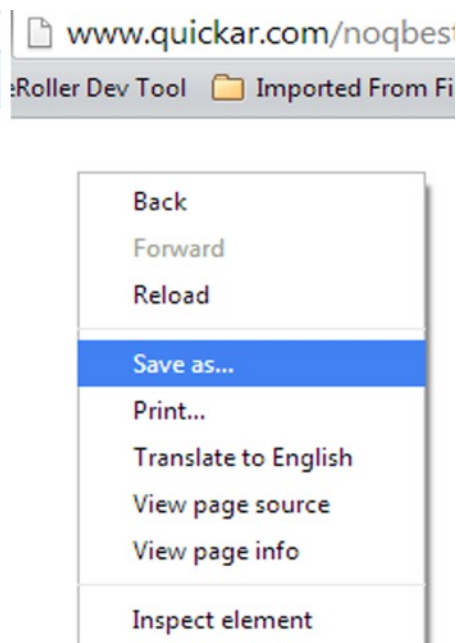 www.quickar.com/noqbest
Roller Dev Tool Imported From Fi
Back
Forward
Reload
Save as...
Print...
Translate to English
View page source
View page info
Inspect element